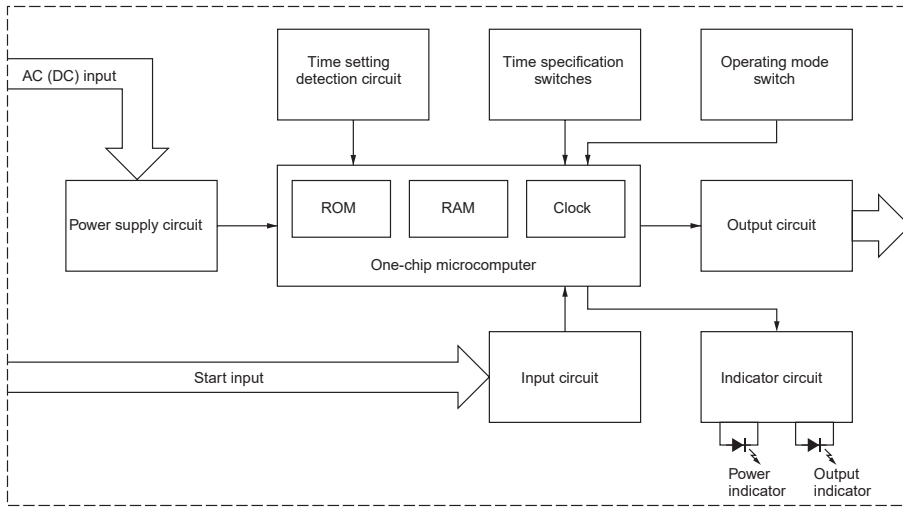 AC (DC) input
Time setting
detection circuit
Time specification
switches
Operating mode
switch
Power supply circuit
ROM
RAM
Clock
One-chip microcomputer
Output circuit
Start input
Input circuit
Indicator circuit
Power
indicator
Output
indicator